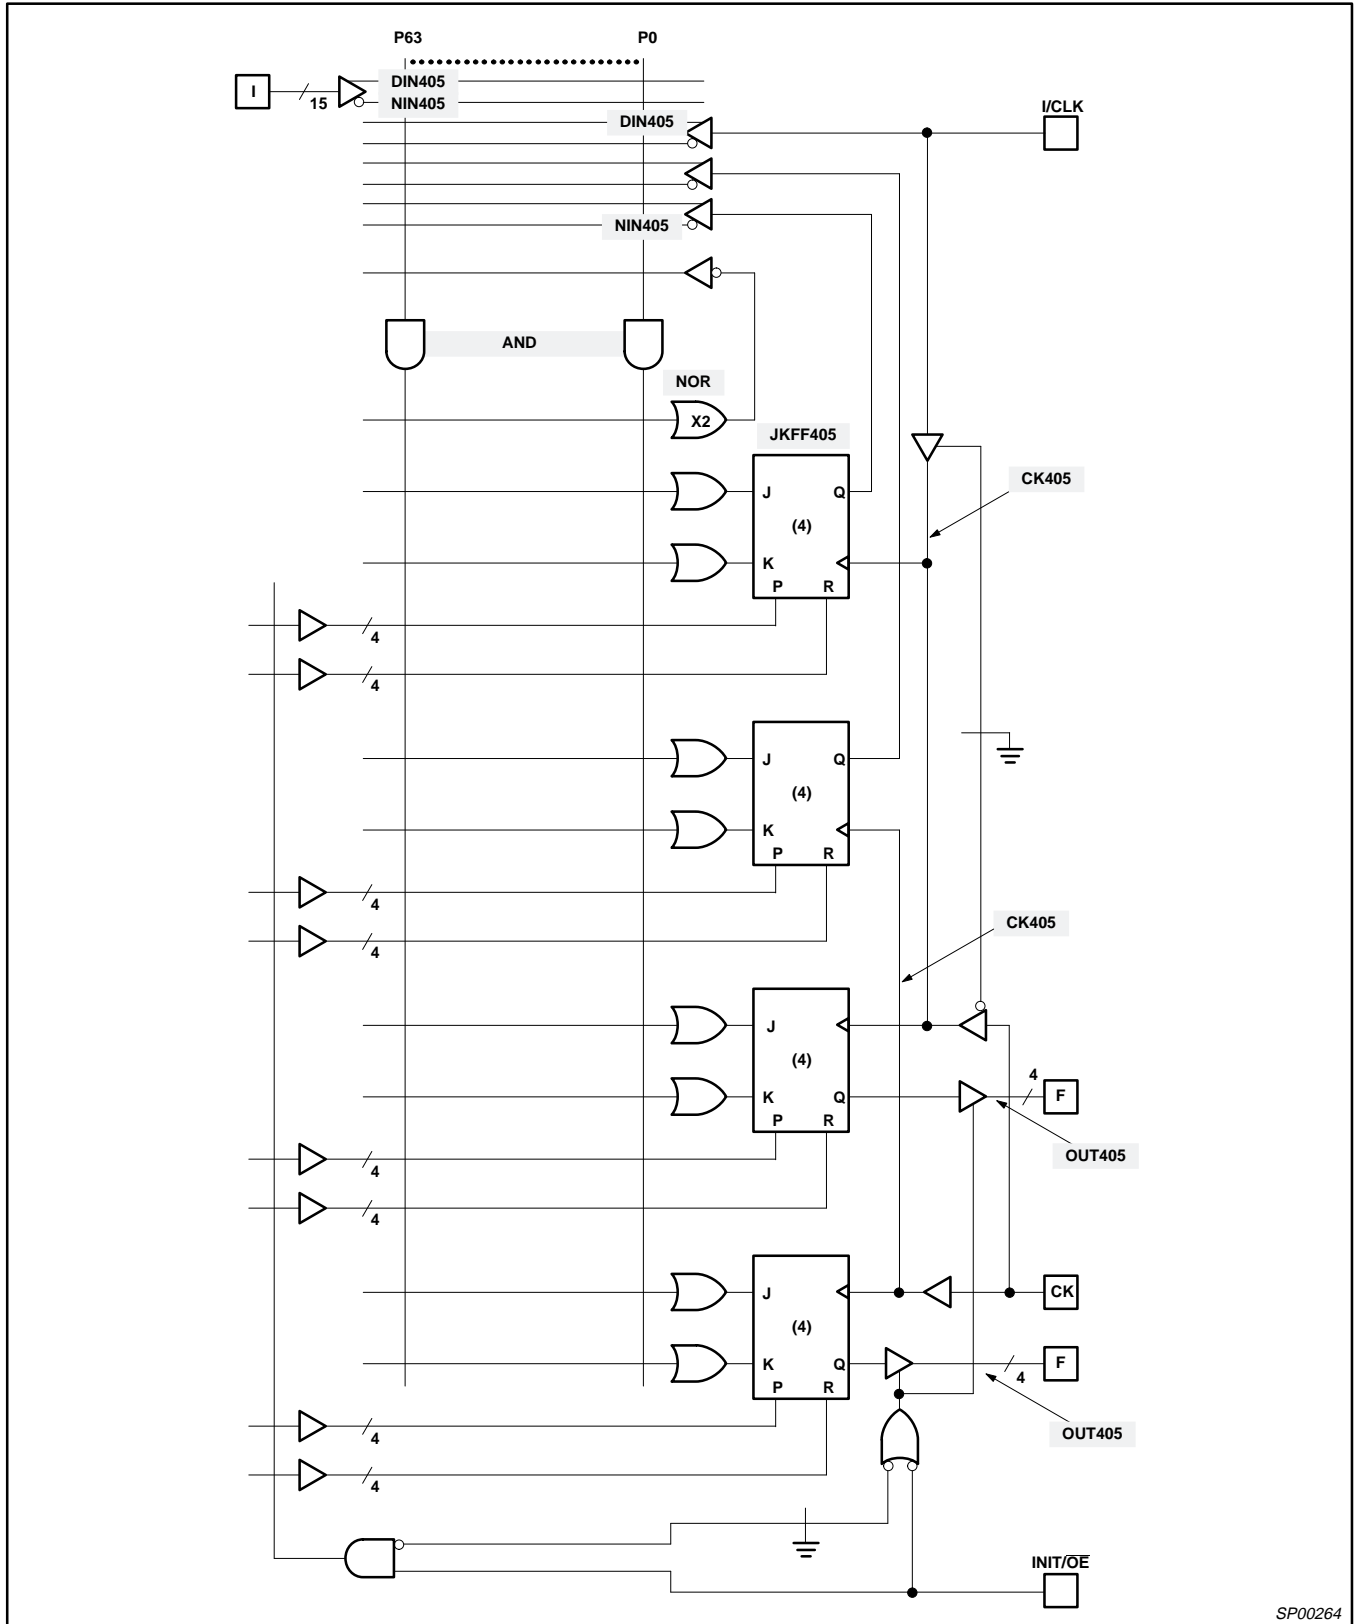 P63 P0
I 15 DIN405
NIN405
DIN405
I/CLK
NIN405
AND
NOR
X2
JKFF405
CK405
J Q
(4)
K
P R
4
4
J Q
(4)
K
P R
4
4
CK405
J
(4)
K Q
P R
4 F
OUT405
4
4
J
CK
(4)
K Q
P R
4 F
OUT405
4
4
INIT/O̅E̅
SP00264